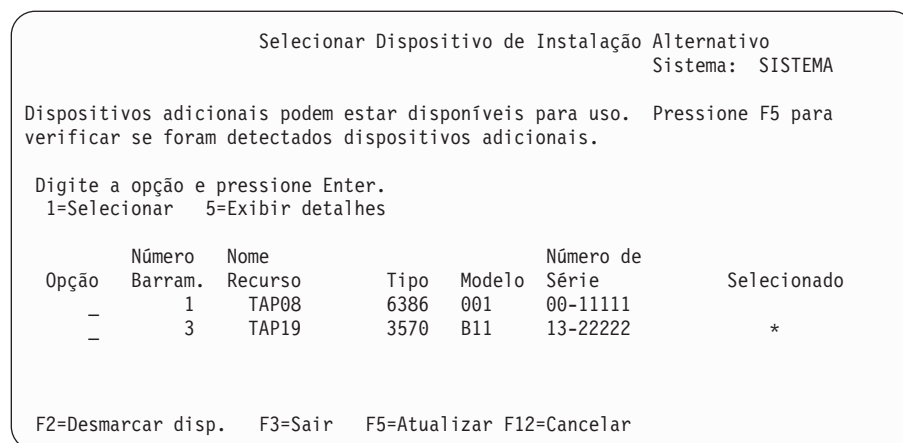 Selecionar Dispositivo de Instalação Alternativo
Sistema: SISTEMA
Dispositivos adicionais podem estar disponíveis para uso. Pressione F5 para
verificar se foram detectados dispositivos adicionais.
Digite a opção e pressione Enter.
1=Selecionar 5=Exibir detalhes
Número Nome Número de
Opção Barram. Recurso Tipo Modelo Série Selecionado
_ 1 TAP08 6386 001 00-11111
_ 3 TAP19 3570 B11 13-22222 *
F2=Desmarcar disp. F3=Sair F5=Atualizar F12=Cancelar